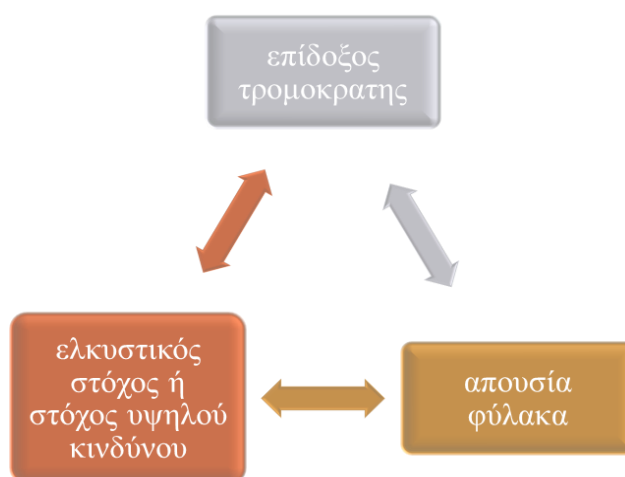 επίδοξος
τρομοκρατης
ελκυστικός
στόχος ή
στόχος υψηλού
κινδύνου
απουσία
φύλακα